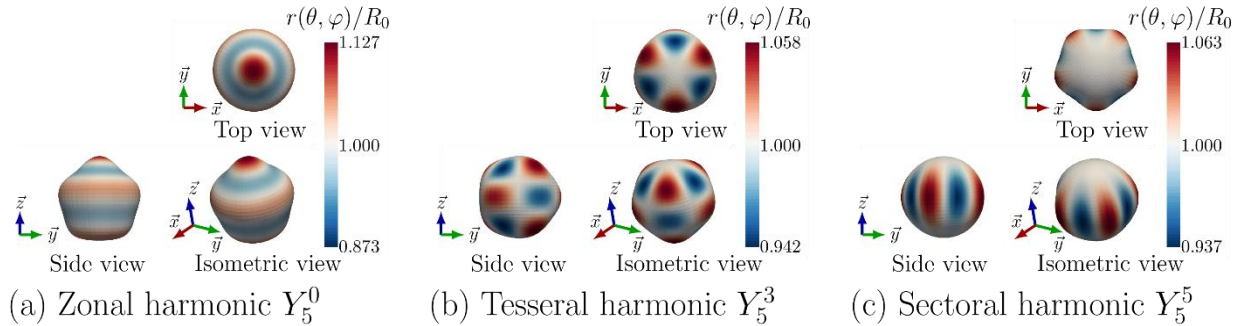 r(θ, φ)/R₀
1.127
1.000
0.873
y⃗
x⃗
Top view
z⃗
y⃗
Side view
z⃗
x⃗
y⃗
Isometric view
(a) Zonal harmonic Y₅⁰
r(θ, φ)/R₀
1.058
1.000
0.942
y⃗
x⃗
Top view
z⃗
y⃗
Side view
z⃗
x⃗
y⃗
Isometric view
(b) Tesseral harmonic Y₅³
r(θ, φ)/R₀
1.063
1.000
0.937
y⃗
x⃗
Top view
z⃗
y⃗
Side view
z⃗
x⃗
y⃗
Isometric view
(c) Sectoral harmonic Y₅⁵